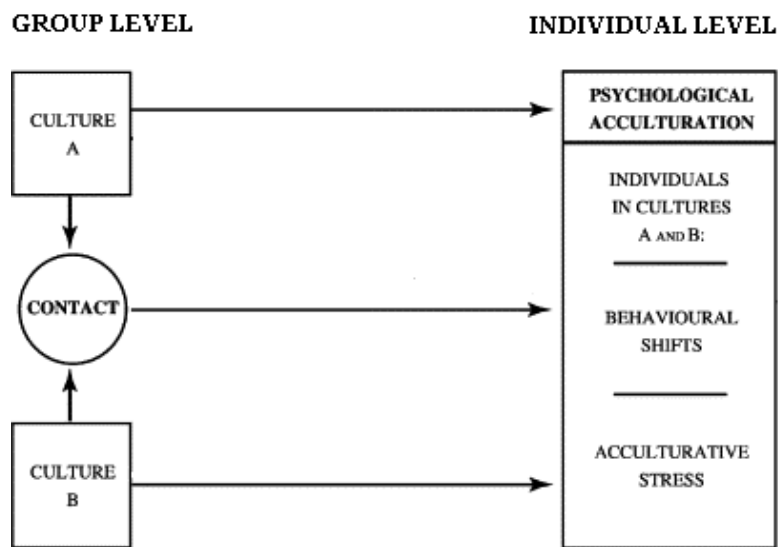 GROUP LEVEL
INDIVIDUAL LEVEL
CULTURE
A
CONTACT
CULTURE
B
PSYCHOLOGICAL
ACCULTURATION
INDIVIDUALS
IN CULTURES
A AND B:
BEHAVIOURAL
SHIFTS
ACCULTURATIVE
STRESS